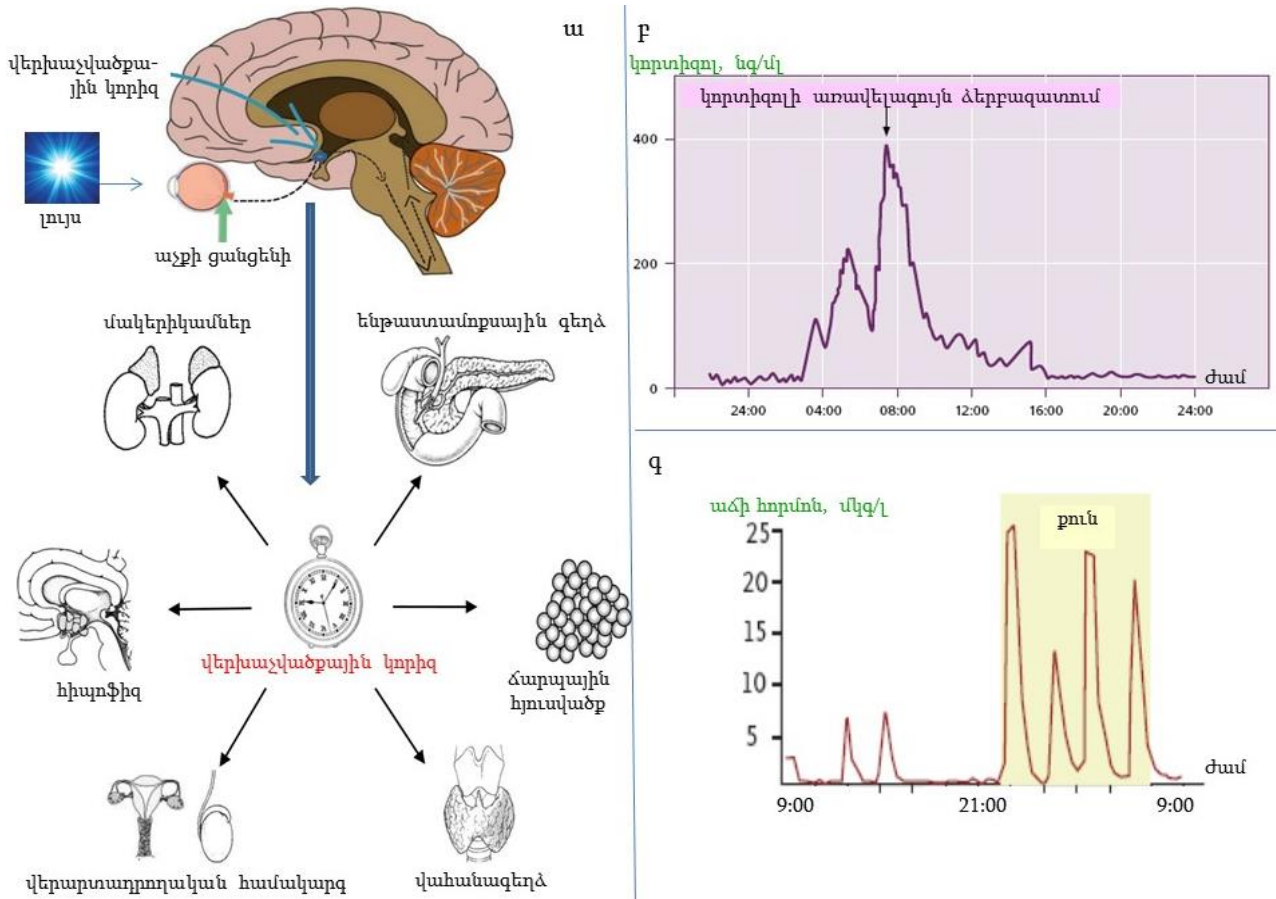 ա
վերխաչվածքա-
յին կորիզ
լույս
աչքի ցանցենի
մակերիկամներ
ենթաստամոքսային գեղձ
հիպոֆիզ
վերխաչվածքային կորիզ
ճարպային
հյուսվածք
վերարտադրողական համակարգ
վահանագեղձ
բ
կորտիզոլ, նգ/մլ
կորտիզոլի առավելագույն ձերբազատում
400
200
0
ժամ
24:00 04:00 08:00 12:00 16:00 20:00 24:00
գ
աճի հորմոն, մկգ/լ
քուն
25
20
15
10
5
ժամ
9:00 21:00 9:00